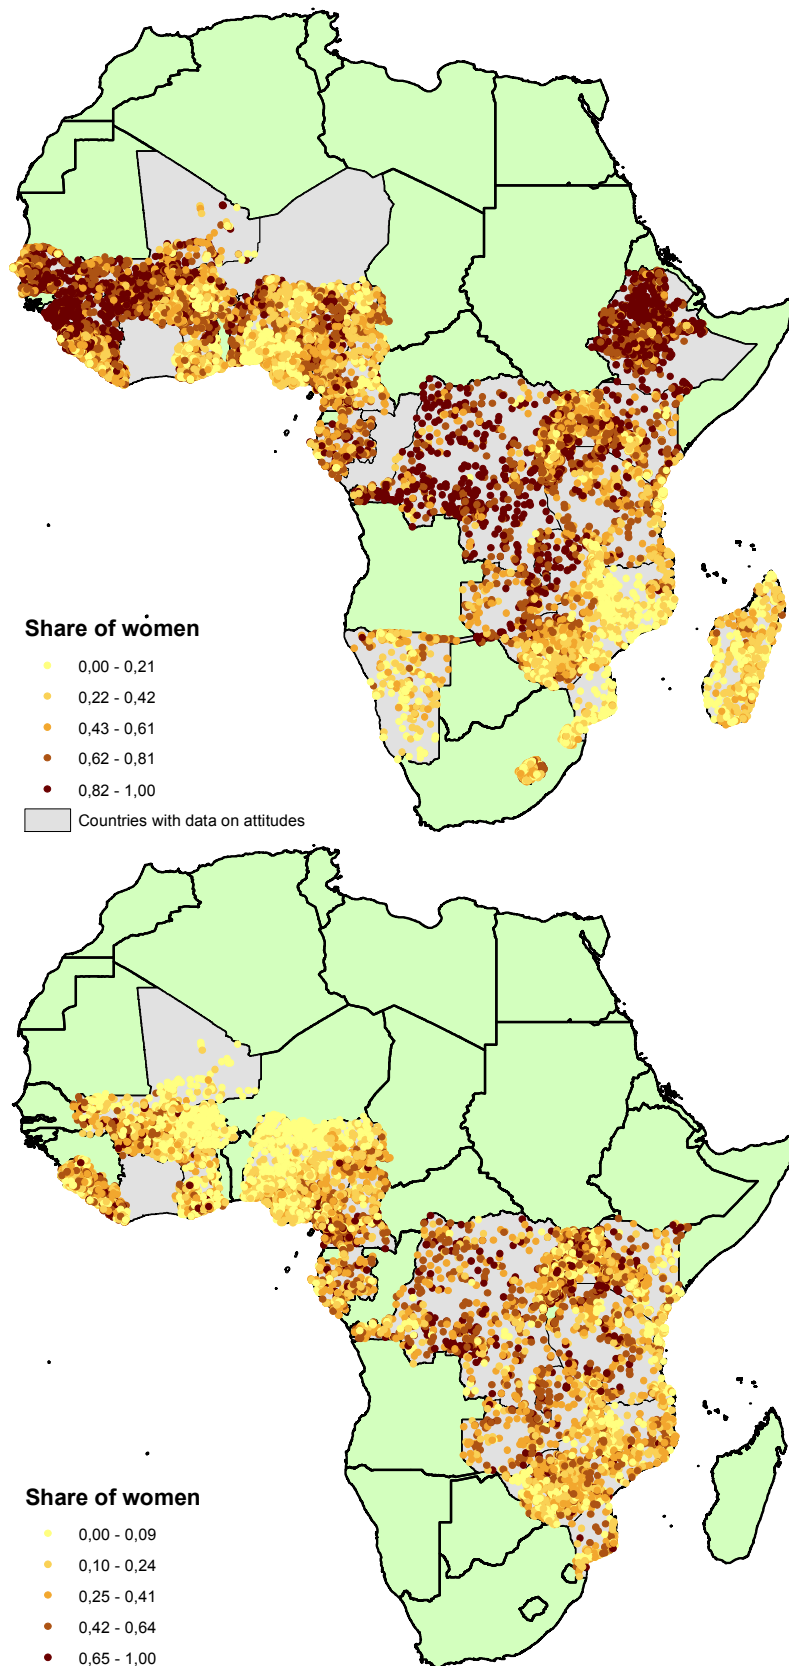 Share of women
0,00 - 0,21
0,22 - 0,42
0,43 - 0,61
0,62 - 0,81
0,82 - 1,00
Countries with data on attitudes
Share of women
0,00 - 0,09
0,10 - 0,24
0,25 - 0,41
0,42 - 0,64
0,65 - 1,00